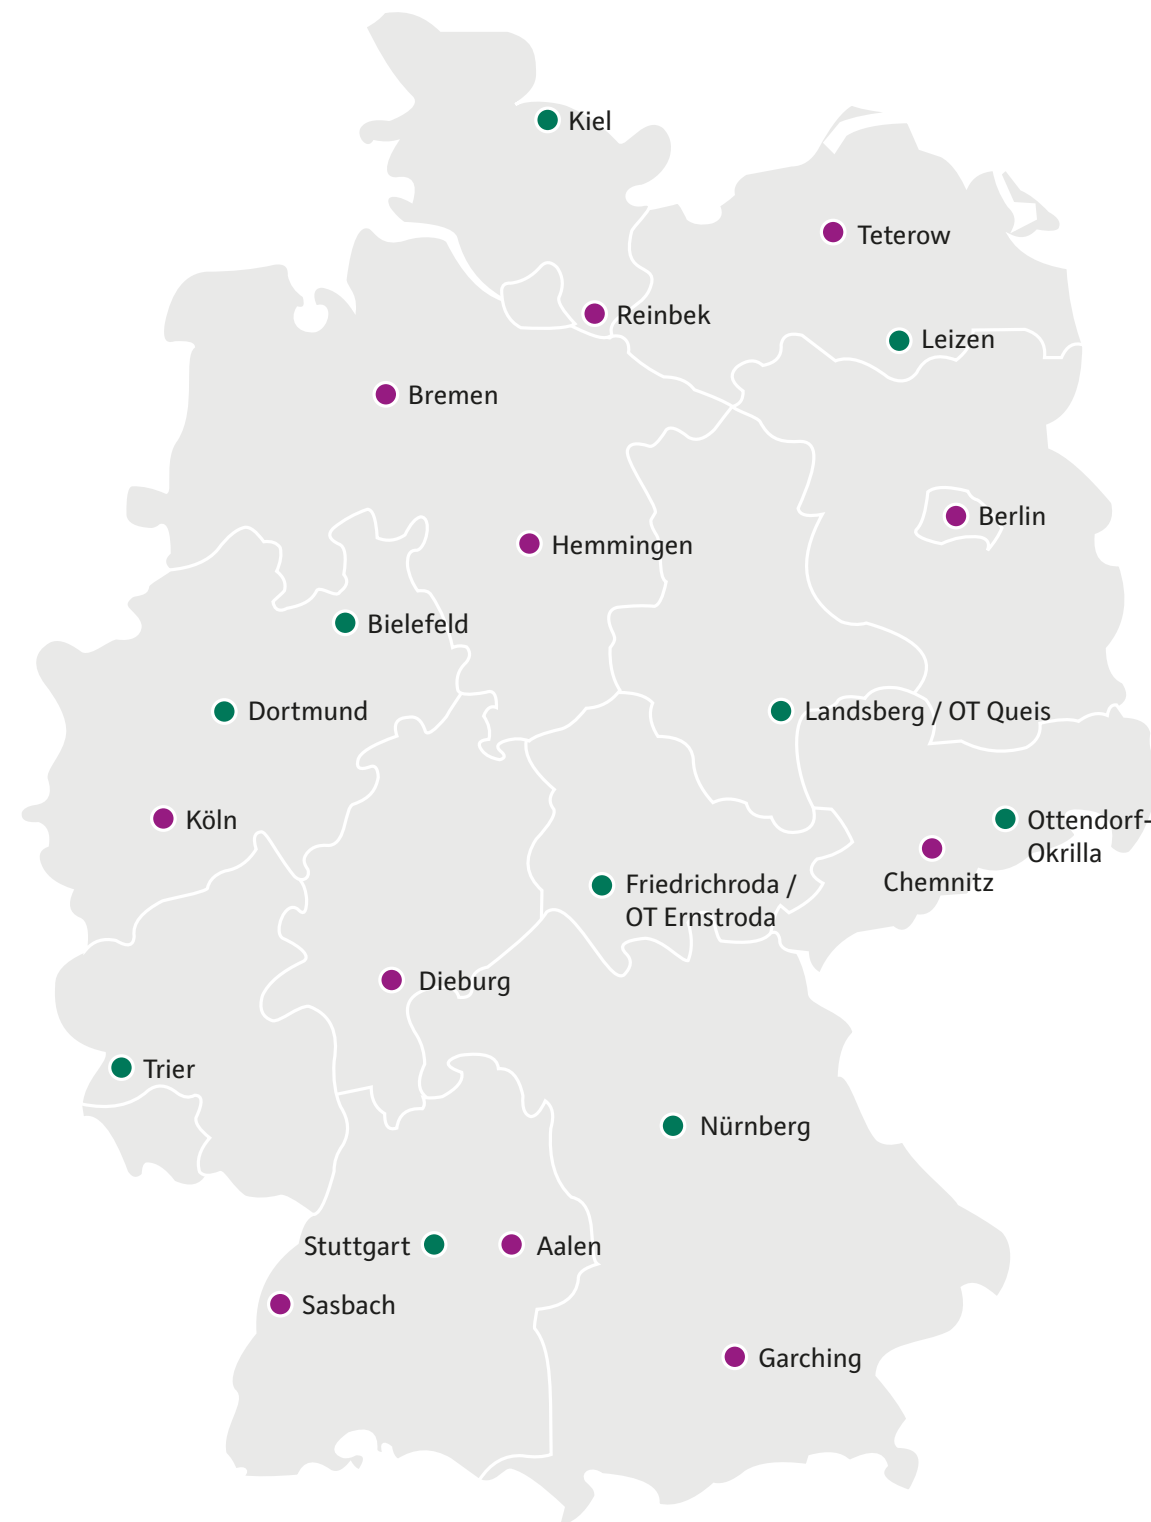 Kiel
Teterow
Reinbek
Leizen
Bremen
Berlin
Hemmingen
Bielefeld
Dortmund
Landsberg / OT Queis
Köln
Ottendorf-
Okrilla
Chemnitz
Friedrichroda /
OT Ernstroda
Dieburg
Trier
Nürnberg
Stuttgart
Aalen
Sasbach
Garching